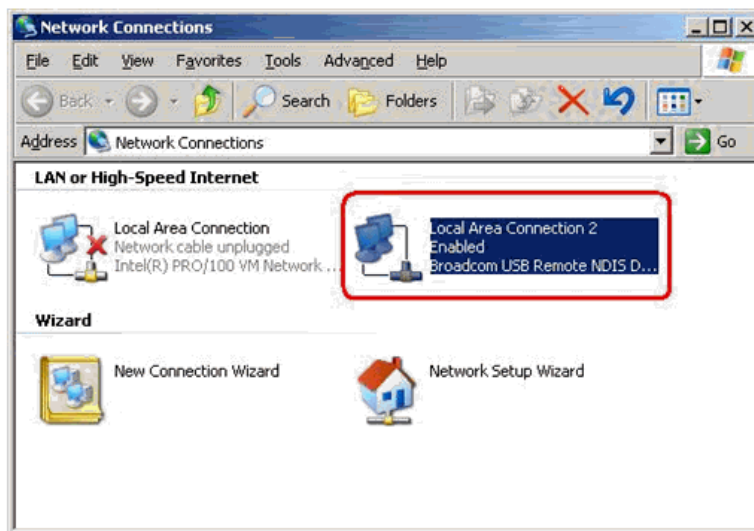 Network Connections
File Edit View Favorites Tools Advanced Help
Back Search Folders
Address Network Connections Go
LAN or High-Speed Internet
Local Area Connection
Network cable unplugged
Intel(R) PRO/100 VM Network ...
Local Area Connection 2
Enabled
Broadcom USB Remote NDIS D...
Wizard
New Connection Wizard
Network Setup Wizard